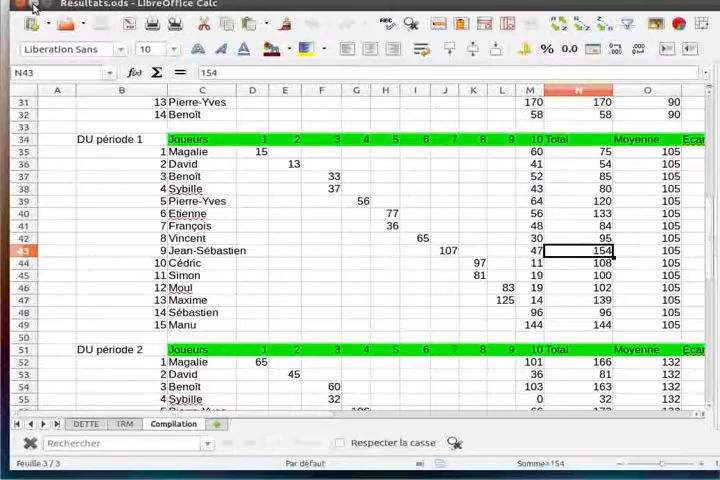 Resultats.ods - LibreOffice Calc
Liberation Sans 10 % 0.0
N43 154
A B C D E F G H I J K L M N O
31 13 Pierre-Yves 170 170 90
32 14 Benoît 58 58 90
33
34 DU période 1 Joueurs 1 2 3 4 5 6 7 8 9 10 Total Moyenne Ecar
35 1 Magalie 15 60 75 105
36 2 David 13 41 54 105
37 3 Benoît 33 52 85 105
38 4 Sybille 37 43 80 105
39 5 Pierre-Yves 56 64 120 105
40 6 Etienne 77 56 133 105
41 7 François 36 48 84 105
42 8 Vincent 65 30 95 105
43 9 Jean-Sébastien 107 47 154 105
44 10 Cédric 97 11 108 105
45 11 Simon 81 19 100 105
46 12 Moul 83 19 102 105
47 13 Maxime 125 14 139 105
48 14 Sébastien 96 96 105
49 15 Manu 144 144 105
50
51 DU période 2 Joueurs 1 2 3 4 5 6 7 8 9 10 Total Moyenne Ecar
52 1 Magalie 65 101 166 132
53 2 David 45 36 81 132
54 3 Benoît 60 103 163 132
55 4 Sybille 32 0 32 132
DETTE TRM Compilation
Rechercher Respecter la casse
Feuille 3 / 3 Par défaut Somme=154